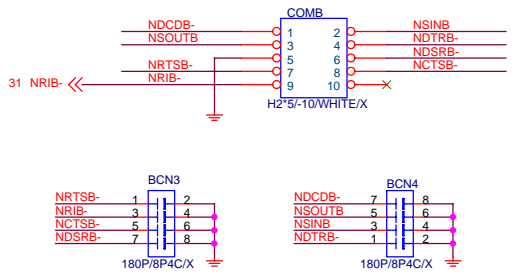 COMB
NDCDB- 1 2 NSINB
NSOUTB 3 4 NDTRB-
5 6 NDSRB-
NRTSB- 7 8 NCTSB-
31 NRIB- NRIB- 9 10
H2*5/-10/WHITE/X
BCN3
NRTSB- 1 2
NRIB- 3 4
NCTSB- 5 6
NDSRB- 7 8
180P/8P4C/X
BCN4
NDCDB- 7 8
NSOUTB 5 6
NSINB 3 4
NDTRB- 1 2
180P/8P4C/X